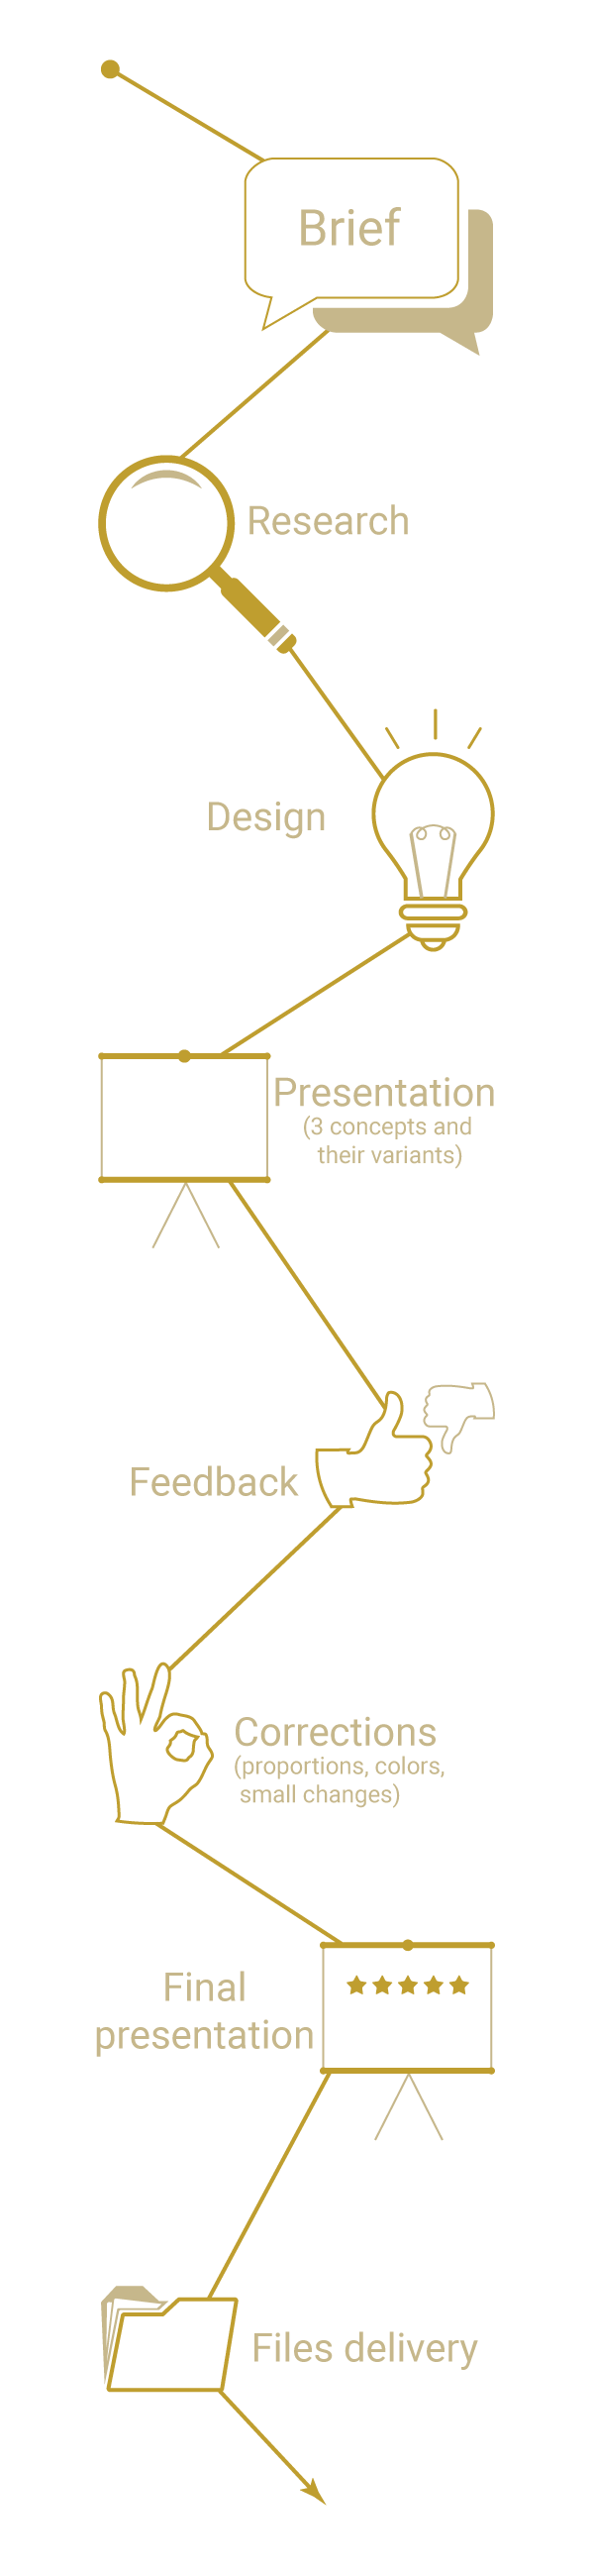 Brief
Research
Design
Presentation
(3 concepts and
their variants)
Feedback
Corrections
(proportions, colors,
small changes)
Final
presentation
Files delivery